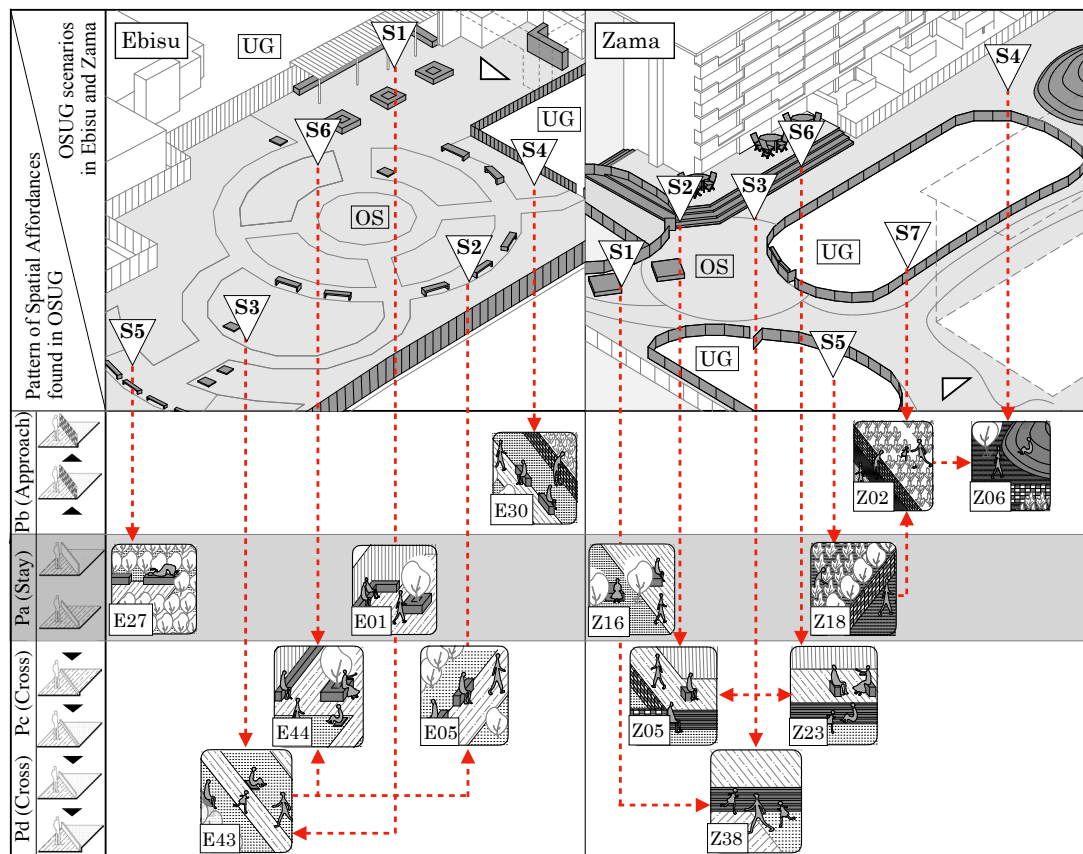 OSUG scenarios
in Ebisu and Zama
Pattern of Spatial Affordances
found in OSUG
Ebisu
UG
S1
S6
UG
S4
OS
S2
S3
S5
Zama
S4
S6
S2
S3
S1
OS
UG
S7
UG
S5
Pb (Approach)
E30
Z02
Z06
Pa (Stay)
E27
E01
Z16
Z18
Pc (Cross)
E44
E05
Z05
Z23
Pd (Cross)
E43
Z38